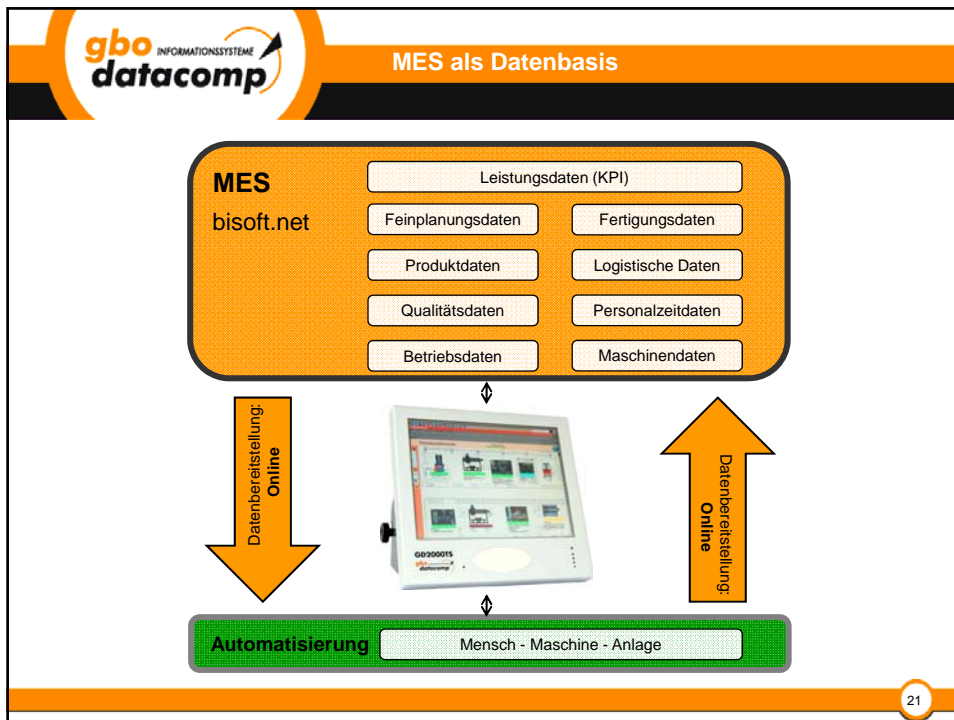 gbo INFORMATIONSSYSTEME
datacomp
MES als Datenbasis
MES
bisoft.net
Leistungsdaten (KPI)
Feinplanungsdaten
Fertigungsdaten
Produktdaten
Logistische Daten
Qualitätsdaten
Personalzeitdaten
Betriebsdaten
Maschinendaten
Datenbereitstellung:
Online
GD2000TS
gbo
datacomp
Datenbereitstellung:
Online
Automatisierung
Mensch - Maschine - Anlage
21